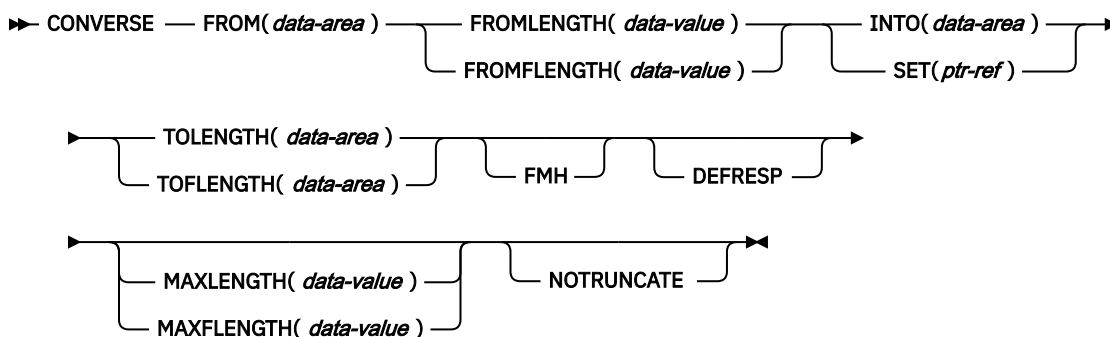 CONVERSE FROM( data-area ) FROMLENGTH( data-value ) INTO( data-area )
FROMFLENGTH( data-value ) SET( ptr-ref )
TOLENGTH( data-area )
TOFLENGTH( data-area ) FMH DEFRESP
MAXLENGTH( data-value ) NOTRUNCATE
MAXFLENGTH( data-value )